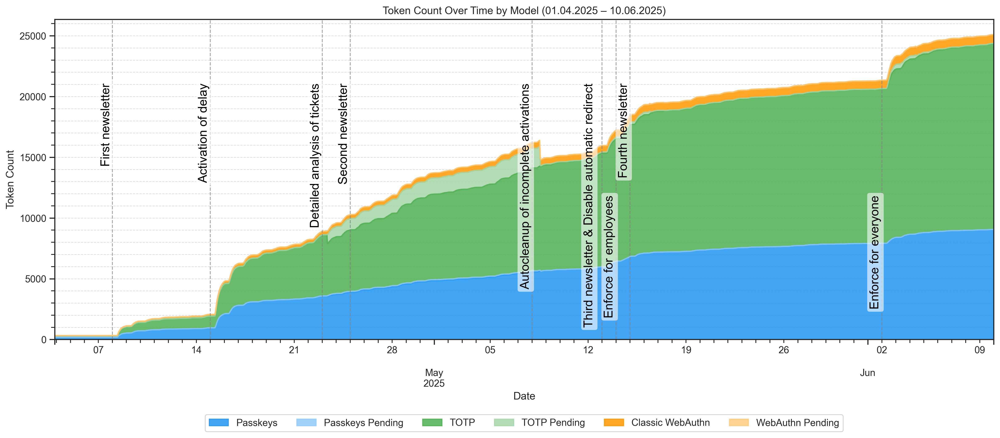 Token Count Over Time by Model (01.04.2025 – 10.06.2025)
Token Count
25000
20000
15000
10000
5000
0
First newsletter
Activation of delay
Detailed analysis of tickets
Second newsletter
Autocleanup of incomplete activations
Third newsletter & Disable automatic redirect
Enforce for employees
Fourth newsletter
Enforce for everyone
07
14
21
28
05
12
19
26
02
09
May
2025
Jun
Date
Passkeys
Passkeys Pending
TOTP
TOTP Pending
Classic WebAuthn
WebAuthn Pending